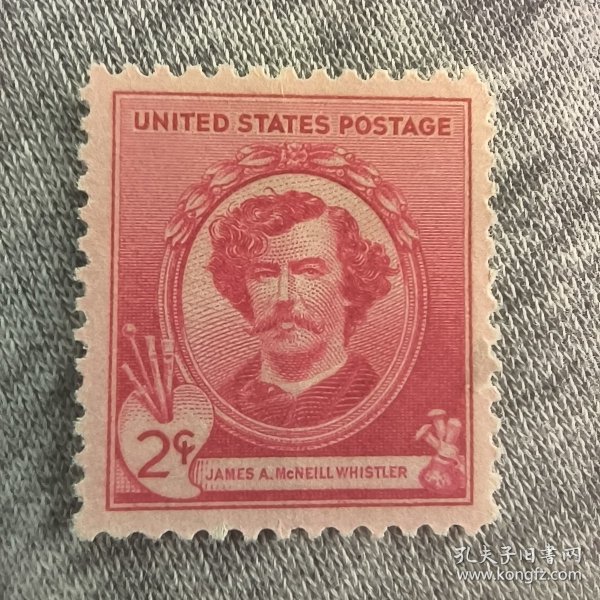 UNITED STATES POSTAGE
2¢
JAMES A. McNEILL WHISTLER
孔夫子旧书网
www.kongfz.com